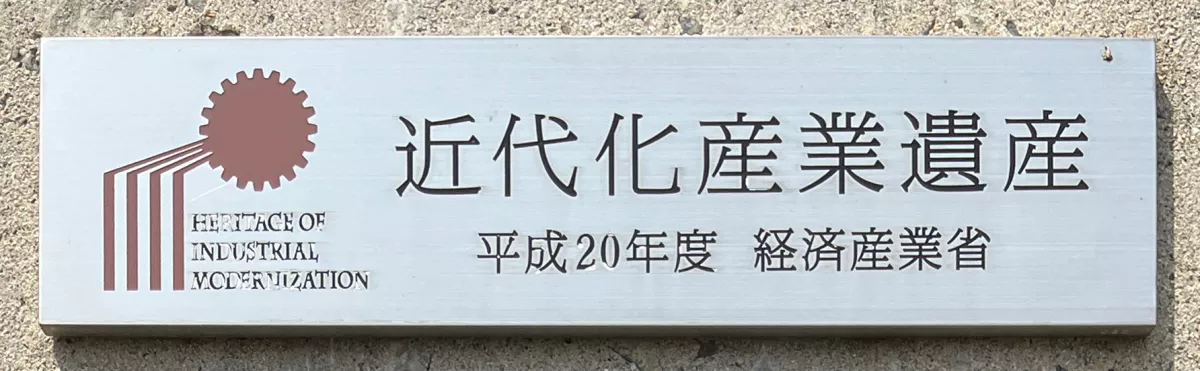 近代化産業遺産
平成20年度 経済産業省
HERITAGE OF
INDUSTRIAL
MODERNIZATION